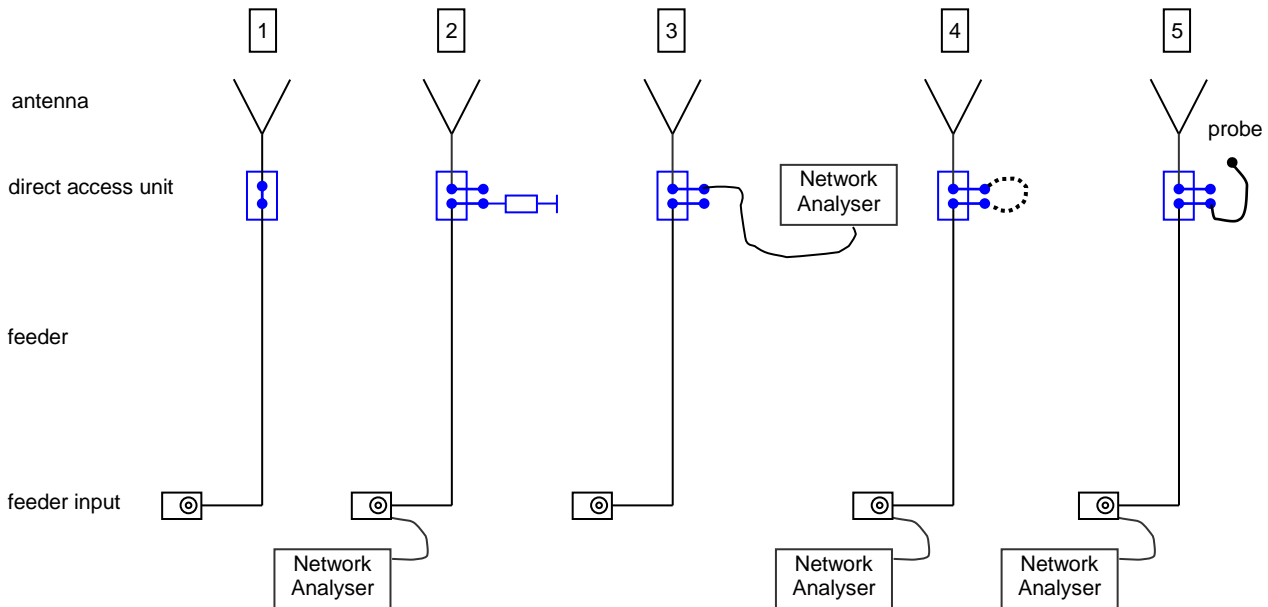 1
2
3
4
5
antenna
probe
direct access unit
Network
Analyser
feeder
feeder input
Network
Analyser
Network
Analyser
Network
Analyser